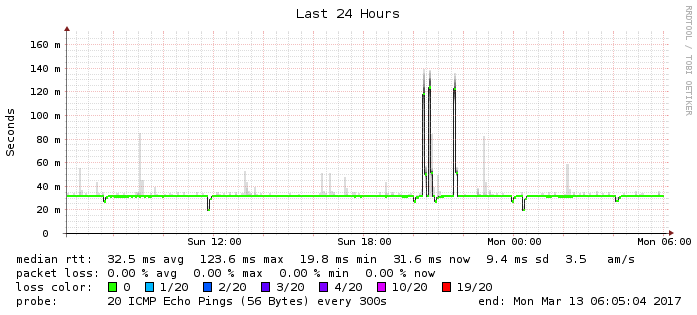 Last 24 Hours
RRDTOOL / TOBI OETIKER
Seconds
160 m
140 m
120 m
100 m
80 m
60 m
40 m
20 m
0
Sun 12:00 Sun 18:00 Mon 00:00 Mon 06:00
median rtt: 32.5 ms avg 123.6 ms max 19.8 ms min 31.6 ms now 9.4 ms sd 3.5 am/s
packet loss: 0.00 % avg 0.00 % max 0.00 % min 0.00 % now
loss color: 0 1/20 2/20 3/20 4/20 10/20 19/20
probe: 20 ICMP Echo Pings (56 Bytes) every 300s end: Mon Mar 13 06:05:04 2017